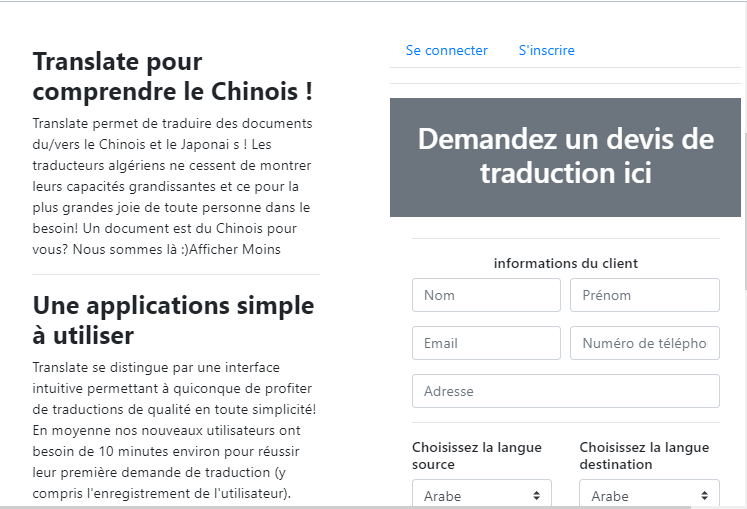 Translate pour
comprendre le Chinois !
Translate permet de traduire des documents
du/vers le Chinois et le Japonai s ! Les
traducteurs algériens ne cessent de montrer
leurs capacités grandissantes et ce pour la
plus grandes joie de toute personne dans le
besoin! Un document est du Chinois pour
vous? Nous sommes là :)Afficher Moins
Une applications simple
à utiliser
Translate se distingue par une interface
intuitive permettant à quiconque de profiter
de traductions de qualité en toute simplicité!
En moyenne nos nouveaux utilisateurs ont
besoin de 10 minutes environ pour réussir
leur première demande de traduction (y
compris l'enregistrement de l'utilisateur).
Se connecter S'inscrire
Demandez un devis de
traduction ici
informations du client
Nom Prénom
Email Numéro de télépho
Adresse
Choisissez la langue
source
Choisissez la langue
destination
Arabe Arabe